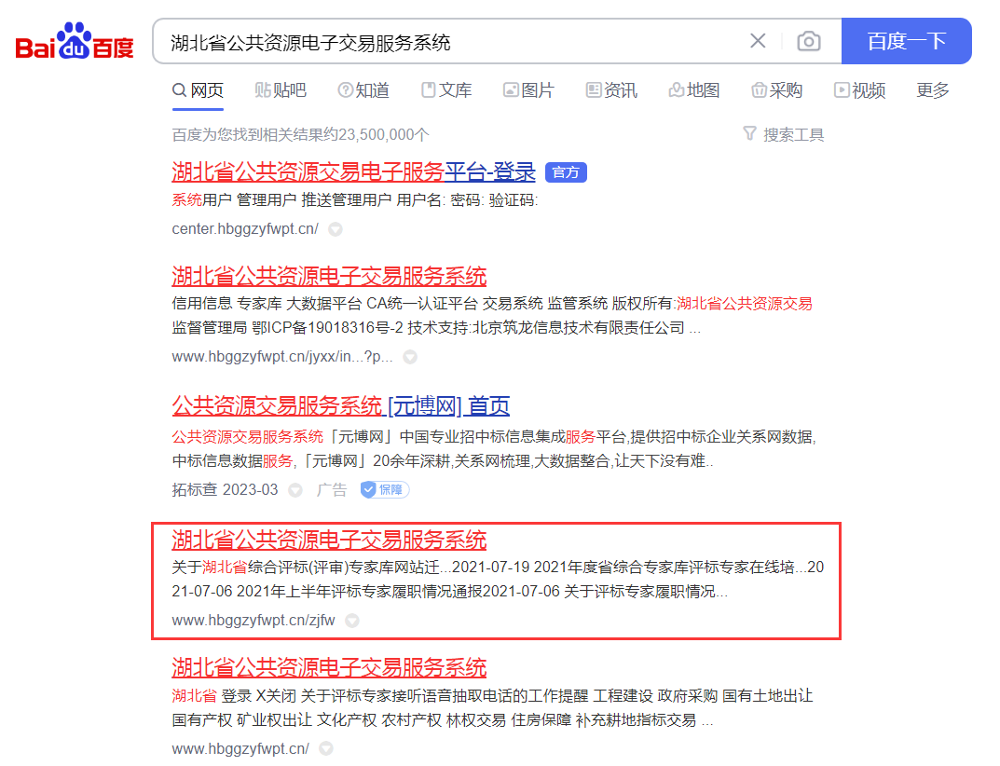 Bai du 百度
湖北省公共资源电子交易服务系统
百度一下
网页 贴吧 知道 文库 图片 资讯 地图 采购 视频 更多
百度为您找到相关结果约23,500,000个
搜索工具
湖北省公共资源交易电子服务平台-登录 官方
系统用户 管理用户 推送管理用户 用户名: 密码: 验证码:
center.hbggzyfwpt.cn/
湖北省公共资源电子交易服务系统
信用信息 专家库 大数据平台 CA统一认证平台 交易系统 监管系统 版权所有:湖北省公共资源交易
监督管理局 鄂ICP备19018316号-2 技术支持:北京筑龙信息技术有限责任公司 ...
www.hbggzyfwpt.cn/jyxx/in...?p...
公共资源交易服务系统 [元博网] 首页
公共资源交易服务系统「元博网」中国专业招中标信息集成服务平台,提供招中标企业关系网数据,
中标信息数据服务,「元博网」20余年深耕,关系网梳理,大数据整合,让天下没有难..
拓标查 2023-03 广告 保障
湖北省公共资源电子交易服务系统
关于湖北省综合评标(评审)专家库网站迁...2021-07-19 2021年度省综合专家库评标专家在线培...20
21-07-06 2021年上半年评标专家履职情况通报2021-07-06 关于评标专家履职情况...
www.hbggzyfwpt.cn/zjfw
湖北省公共资源电子交易服务系统
湖北省 登录 X关闭 关于评标专家接听语音抽取电话的工作提醒 工程建设 政府采购 国有土地出让
国有产权 矿业权出让 文化产权 农村产权 林权交易 住房保障 补充耕地指标交易 ...
www.hbggzyfwpt.cn/